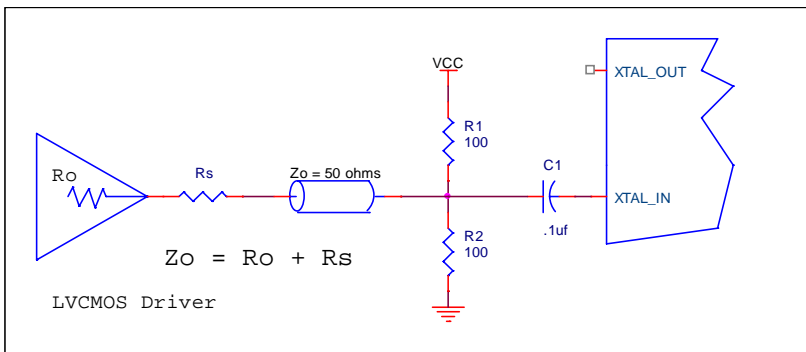 VCC
XTAL_OUT
R1
100
Ro
Rs
Zo = 50 ohms
C1
XTAL_IN
.1uf
R2
100
Zo = Ro + Rs
LVCMOS Driver